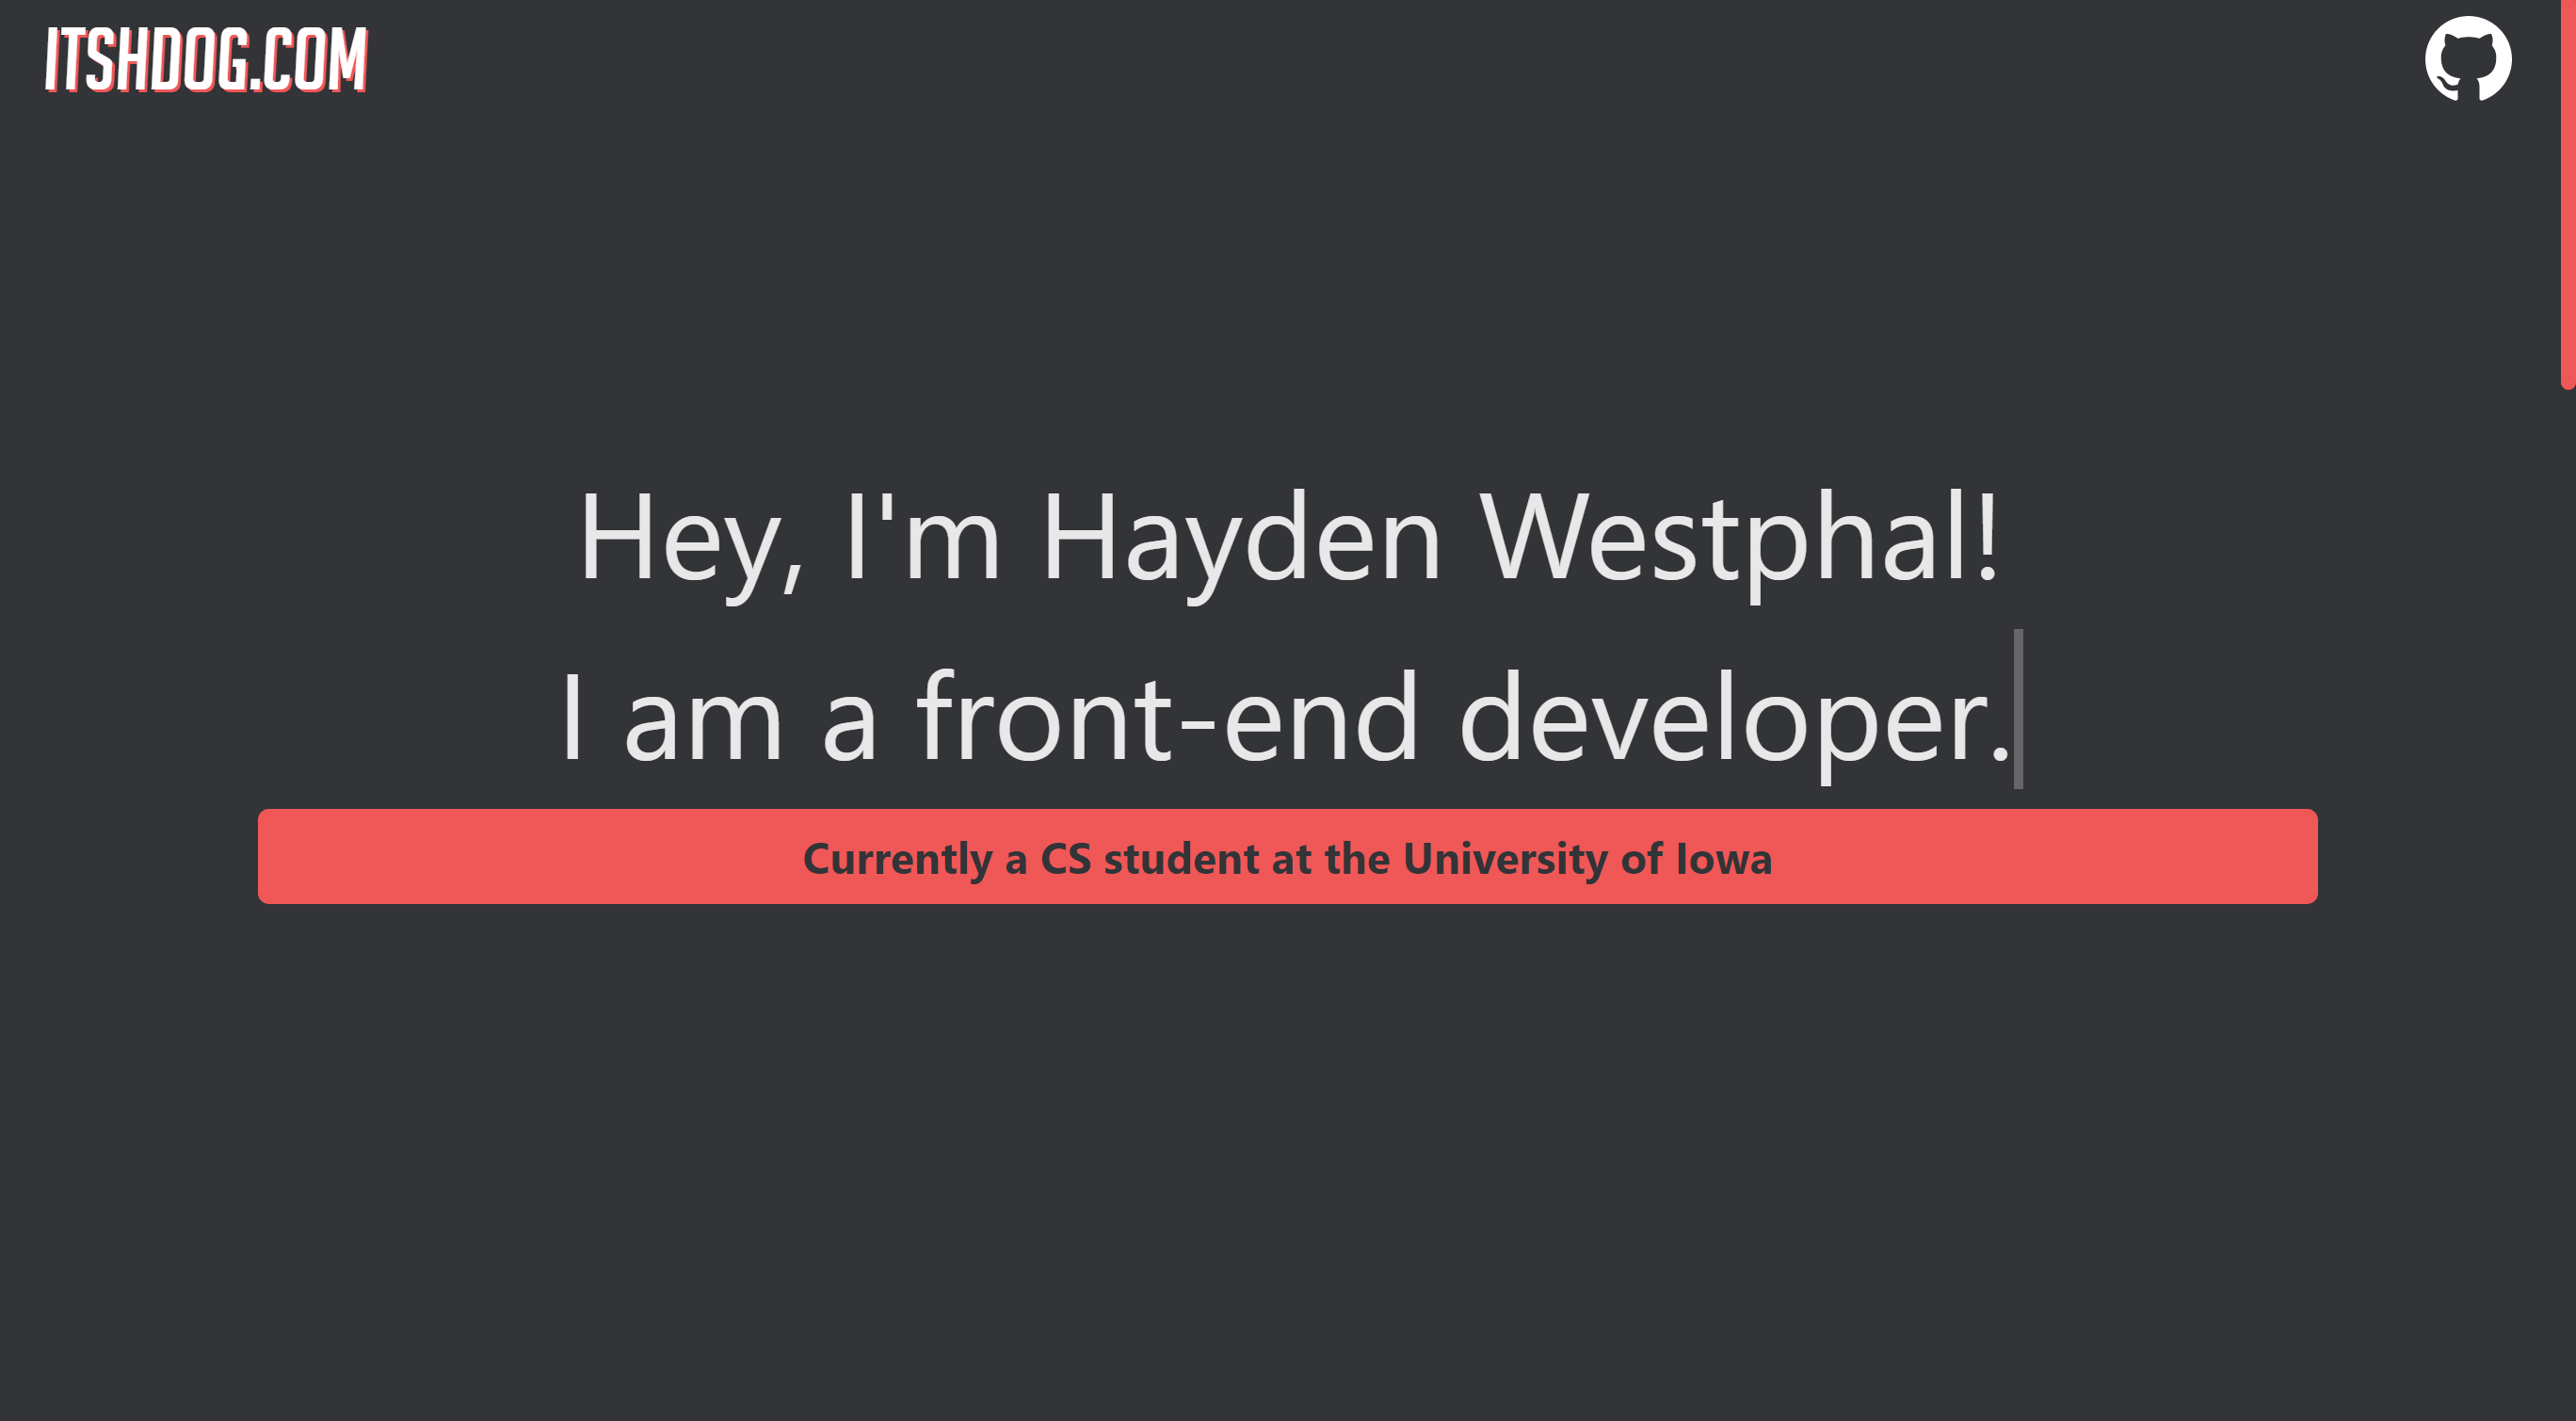 ITSHDOG.COM
Hey, I'm Hayden Westphal!
I am a front-end developer.
Currently a CS student at the University of Iowa